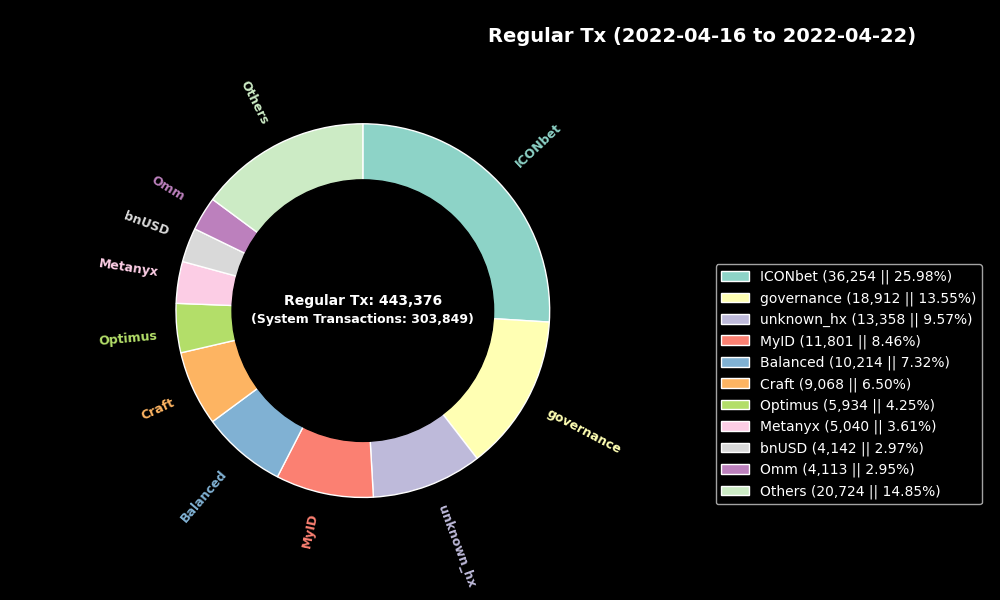 Regular Tx (2022-04-16 to 2022-04-22)
Others
ICONbet
Omm
bnUSD
Metanyx
Optimus
Craft
Balanced
MyID
unknown_hx
governance
Regular Tx: 443,376
(System Transactions: 303,849)
ICONbet (36,254 || 25.98%)
governance (18,912 || 13.55%)
unknown_hx (13,358 || 9.57%)
MyID (11,801 || 8.46%)
Balanced (10,214 || 7.32%)
Craft (9,068 || 6.50%)
Optimus (5,934 || 4.25%)
Metanyx (5,040 || 3.61%)
bnUSD (4,142 || 2.97%)
Omm (4,113 || 2.95%)
Others (20,724 || 14.85%)